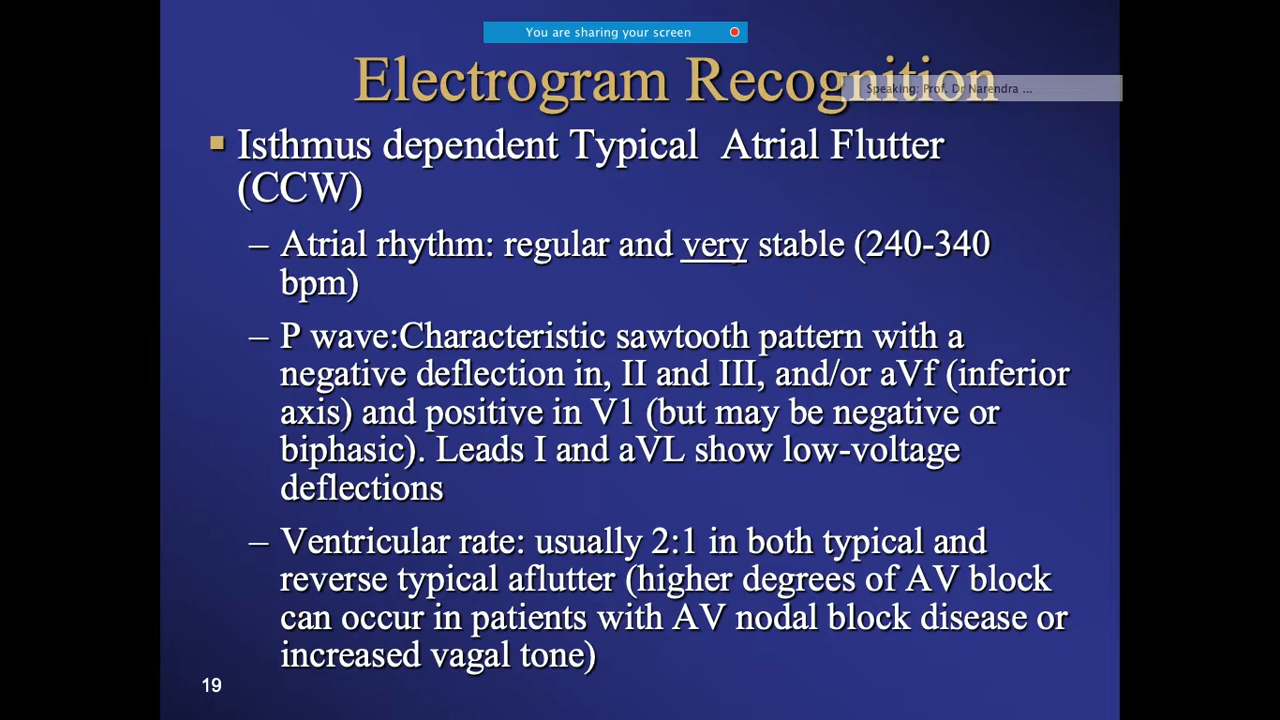 You are sharing your screen
Electrogram Recognition
Speaking: Prof. Dr Narendra ...
Isthmus dependent Typical Atrial Flutter
(CCW)
– Atrial rhythm: regular and very stable (240-340
bpm)
– P wave:Characteristic sawtooth pattern with a
negative deflection in, II and III, and/or aVf (inferior
axis) and positive in V1 (but may be negative or
biphasic). Leads I and aVL show low-voltage
deflections
– Ventricular rate: usually 2:1 in both typical and
reverse typical aflutter (higher degrees of AV block
can occur in patients with AV nodal block disease or
increased vagal tone)
19